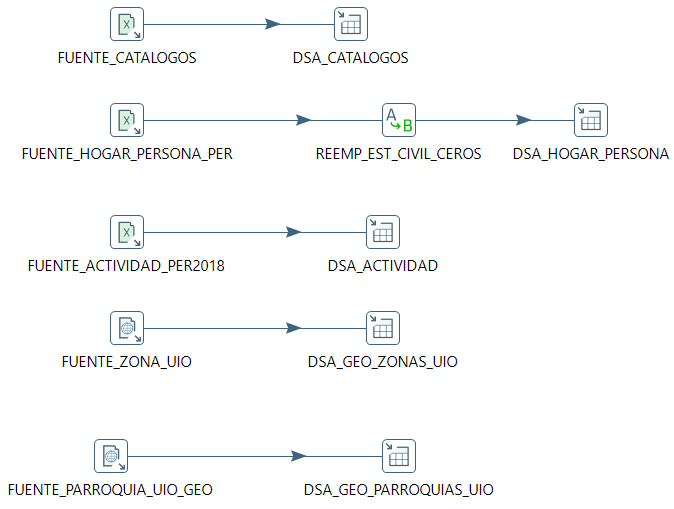 FUENTE_CATALOGOS
DSA_CATALOGOS
FUENTE_HOGAR_PERSONA_PER
A
B
REEMP_EST_CIVIL_CEROS
DSA_HOGAR_PERSONA
FUENTE_ACTIVIDAD_PER2018
DSA_ACTIVIDAD
FUENTE_ZONA_UIO
DSA_GEO_ZONAS_UIO
FUENTE_PARROQUIA_UIO_GEO
DSA_GEO_PARROQUIAS_UIO